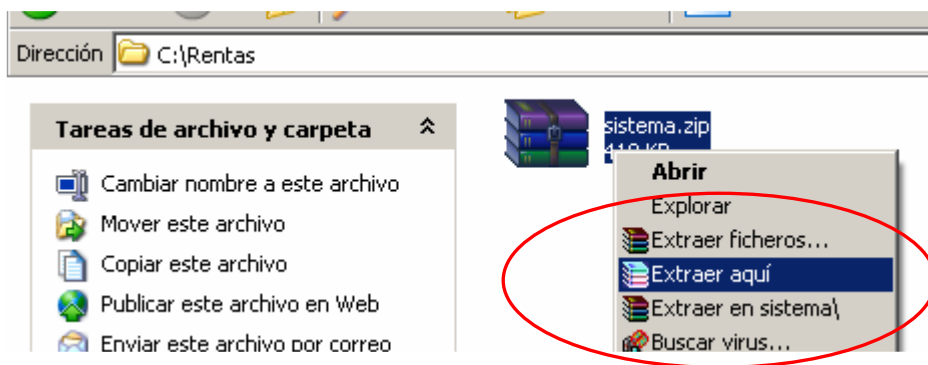 Dirección C:\Rentas
Tareas de archivo y carpeta
Cambiar nombre a este archivo
Mover este archivo
Copiar este archivo
Publicar este archivo en Web
Enviar este archivo por correo
sistema.zip
Abrir
Explorar
Extraer ficheros...
Extraer aquí
Extraer en sistema\
Buscar virus...